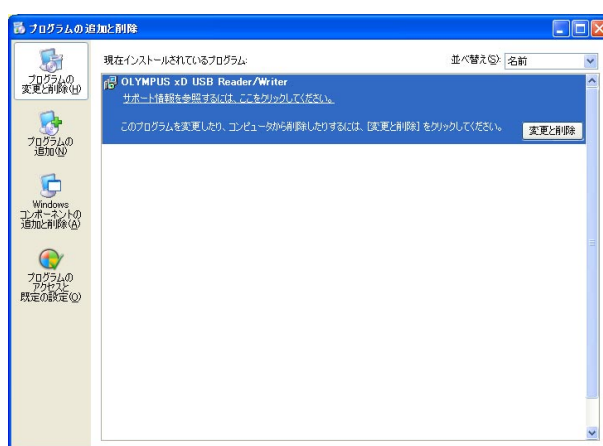 プログラムの追加と削除
プログラムの
変更と削除(H)
プログラムの
追加(N)
Windows
コンポーネントの
追加と削除(A)
プログラムの
アクセスと
既定の設定(O)
現在インストールされているプログラム:
並べ替え(S): 名前
OLYMPUS xD USB Reader/Writer
サポート情報を参照するには、ここをクリックしてください。
このプログラムを変更したり、コンピュータから削除したりするには、[変更と削除] をクリックしてください。
変更と削除